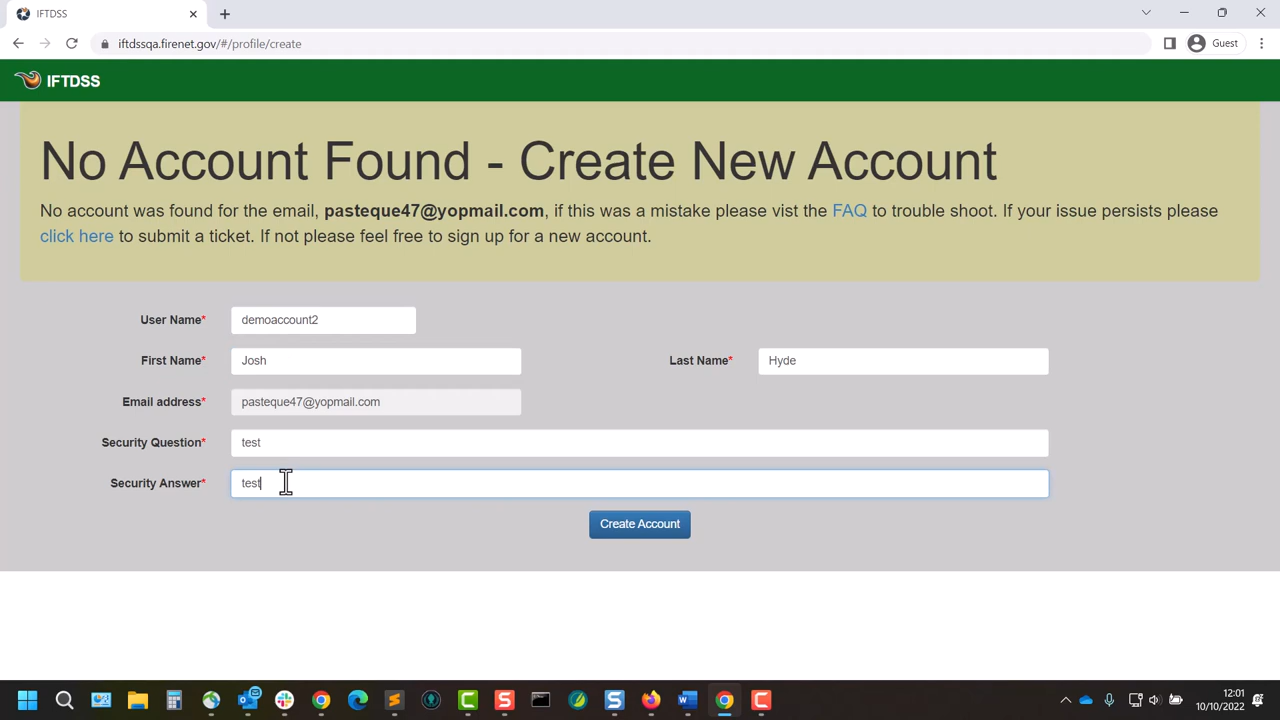 IFTDSS
iftdssqa.firenet.gov/#/profile/create
Guest
IFTDSS
No Account Found - Create New Account
No account was found for the email, pasteque47@yopmail.com, if this was a mistake please vist the FAQ to trouble shoot. If your issue persists please
click here to submit a ticket. If not please feel free to sign up for a new account.
User Name* demoaccount2
First Name* Josh Last Name* Hyde
Email address* pasteque47@yopmail.com
Security Question* test
Security Answer* test
Create Account
12:01
10/10/2022